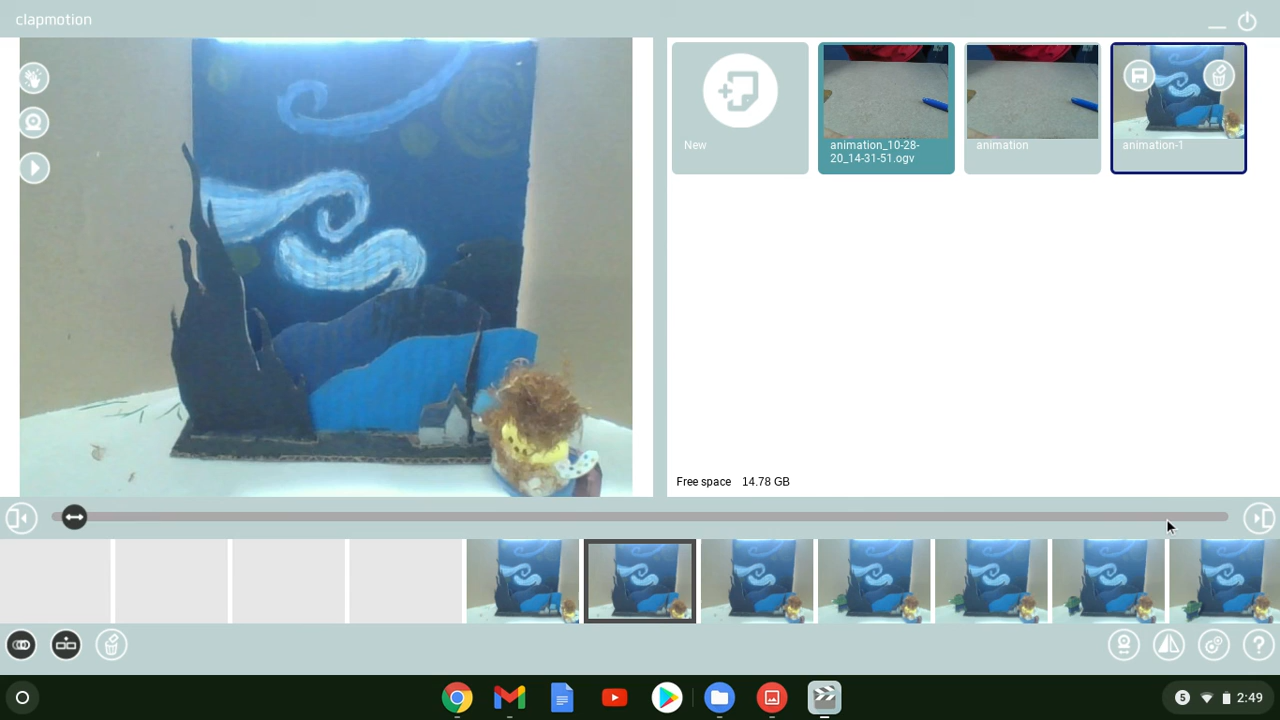 clapmotion
New
animation_10-28-
20_14-31-51.ogv
animation
animation-1
Free space 14.78 GB
5 2:49